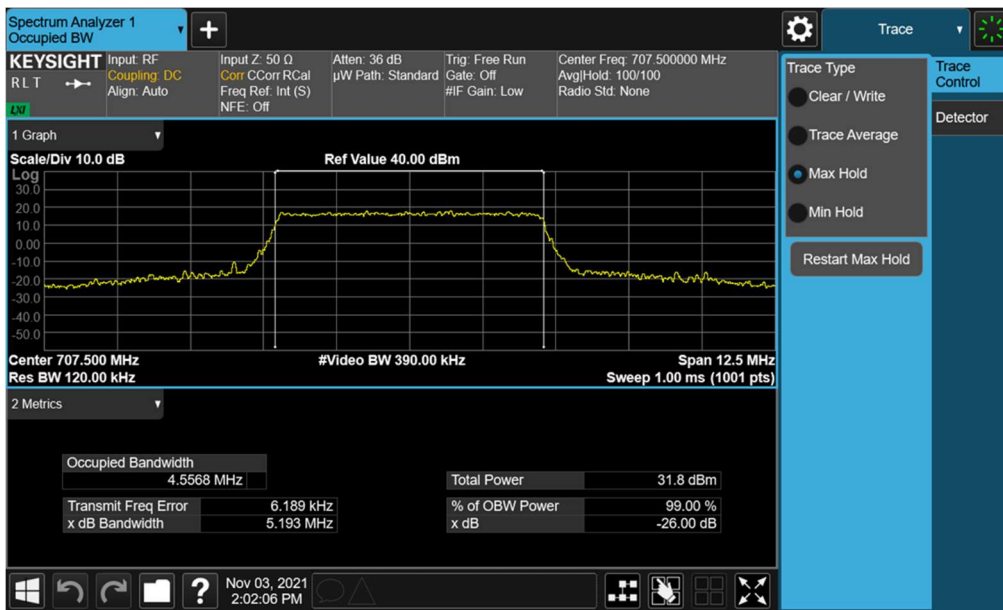 Spectrum Analyzer 1
Occupied BW
+
Trace
KEYSIGHT
R L T
LXI
Input: RF
Coupling: DC
Align: Auto
Input Z: 50 Ω
Corr CCorr RCal
Freq Ref: Int (S)
NFE: Off
Atten: 36 dB
µW Path: Standard
Trig: Free Run
Gate: Off
#IF Gain: Low
Center Freq: 707.500000 MHz
Avg|Hold: 100/100
Radio Std: None
Trace Type
Clear / Write
Trace Average
Max Hold
Min Hold
Restart Max Hold
Trace
Control
Detector
1 Graph
Scale/Div 10.0 dB
Ref Value 40.00 dBm
Log
30.0
20.0
10.0
0.00
-10.0
-20.0
-30.0
-40.0
-50.0
Center 707.500 MHz
#Video BW 390.00 kHz
Span 12.5 MHz
Res BW 120.00 kHz
Sweep 1.00 ms (1001 pts)
2 Metrics
Occupied Bandwidth
4.5568 MHz
Total Power 31.8 dBm
Transmit Freq Error 6.189 kHz
% of OBW Power 99.00 %
x dB Bandwidth 5.193 MHz
x dB -26.00 dB
?
Nov 03, 2021
2:02:06 PM